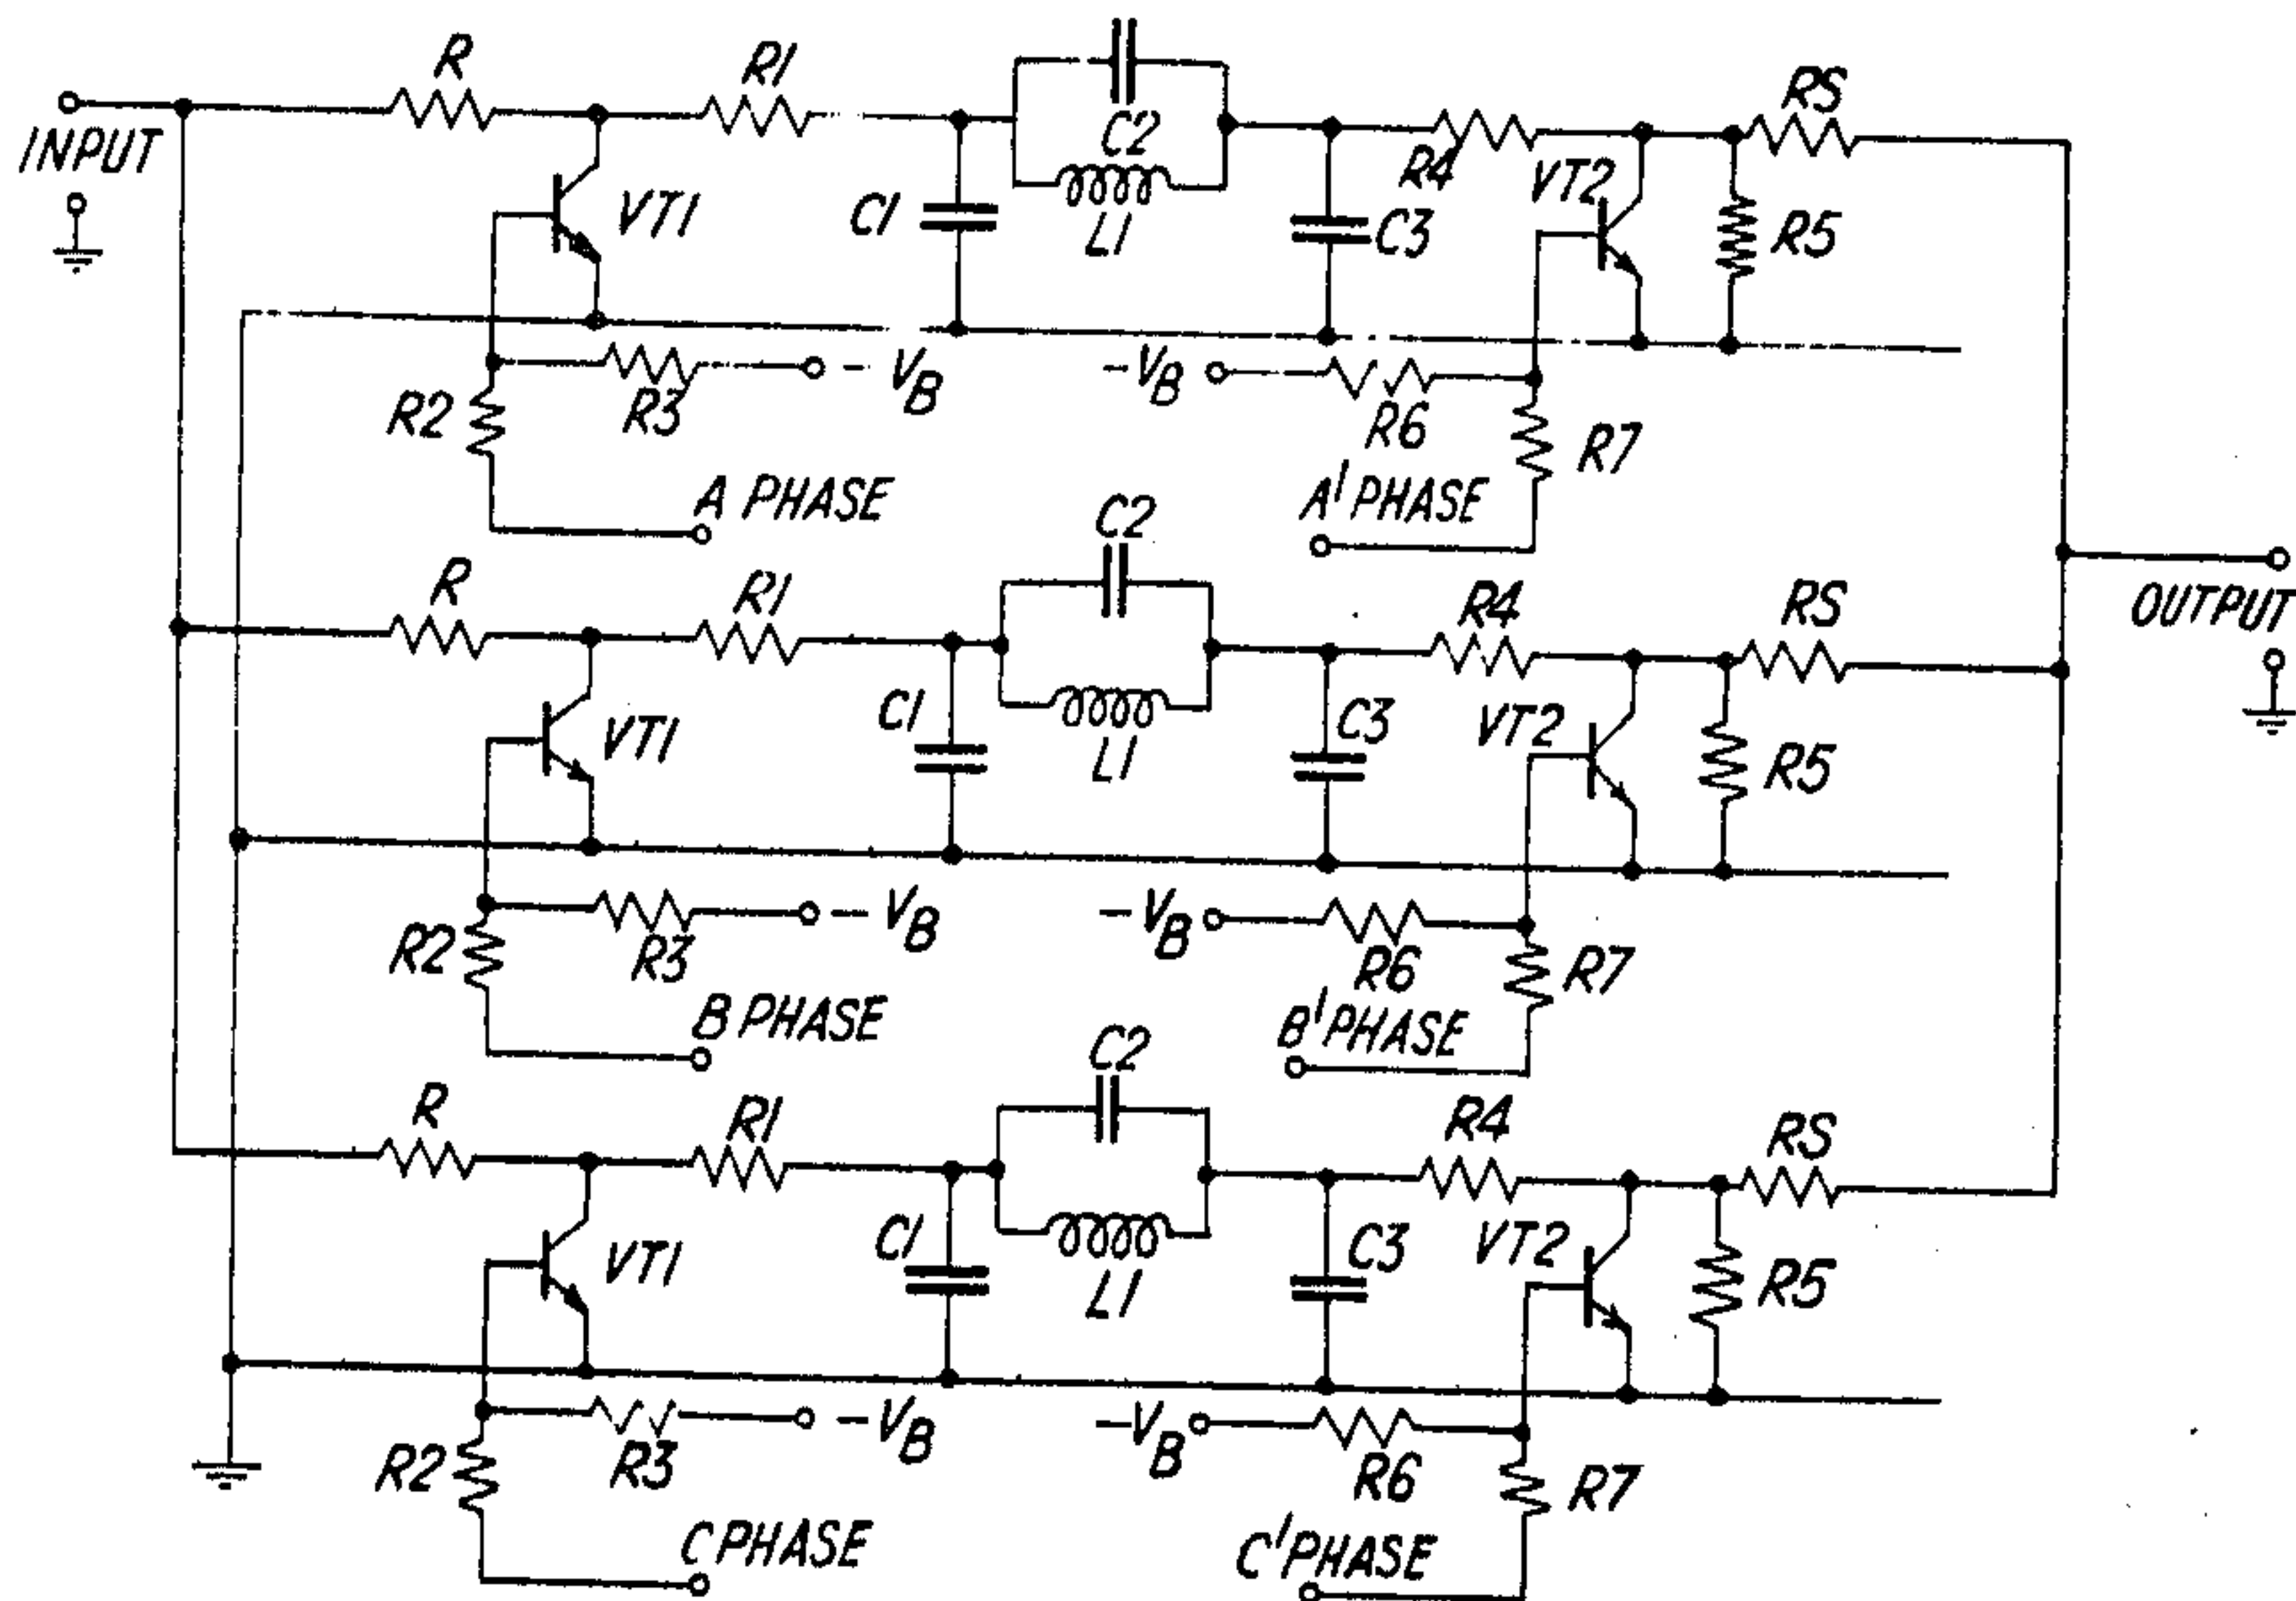 R
R1
C2
L1
R4
RS
INPUT
VT1
C1
C3
VT2
R5
R2
R3
-VB
-VB
R6
R7
A PHASE
A' PHASE
OUTPUT
R
R1
C2
L1
R4
RS
VT1
C1
C3
VT2
R5
R2
R3
-VB
-VB
R6
R7
B PHASE
B' PHASE
R
R1
C2
L1
R4
RS
VT1
C1
C3
VT2
R5
R2
R3
-VB
-VB
R6
R7
C PHASE
C' PHASE